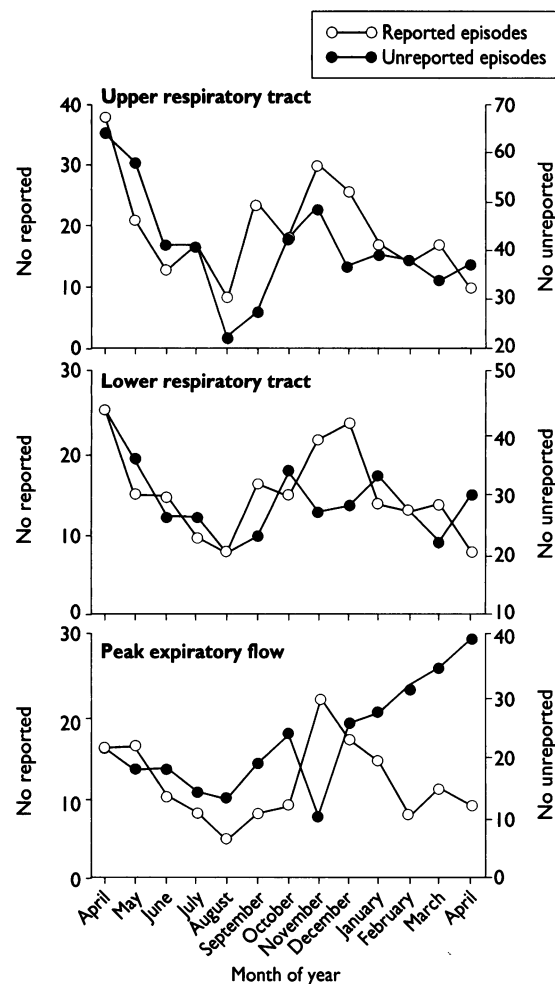 Reported episodes
Unreported episodes
Upper respiratory tract
40
30
20
10
0
No reported
70
60
50
40
30
20
No unreported
Lower respiratory tract
30
20
10
0
No reported
50
40
30
20
10
No unreported
Peak expiratory flow
30
20
10
0
No reported
40
30
20
10
0
No unreported
April
May
June
July
August
September
October
November
December
January
February
March
April
Month of year